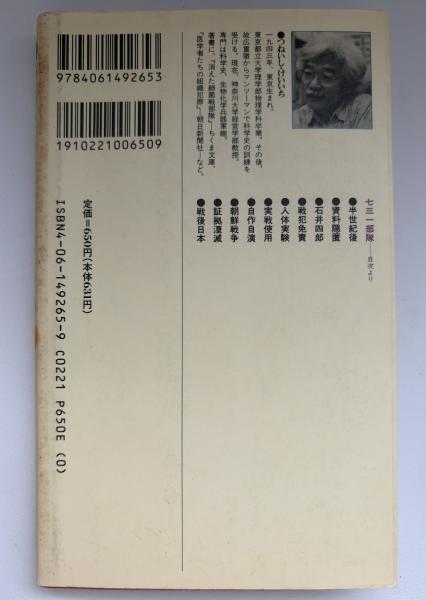 9784061492653
1910221006509
ISBN4-06-149265-9 C0221 P650E (0)
定価=650円(本体631円)
●つねいし・けいいち
一九四三年、東京生まれ。
東京都立大学理学部物理学科卒業。その後、
故広重徹からマンツーマンで科学史の訓練を
受ける。現在、神奈川大学経営学部教授。
専門は科学史、生物化学兵器軍縮。
著書に、『消えた細菌戦部隊』─ちくま文庫、
『医学者たちの組織犯罪』─朝日新聞社─など。
七三一部隊──目次より
●半世紀後
●資料隠匿
●石井四郎
●戦犯免責
●人体実験
●実戦使用
●自作自演
●朝鮮戦争
●証拠湮滅
●戦後日本